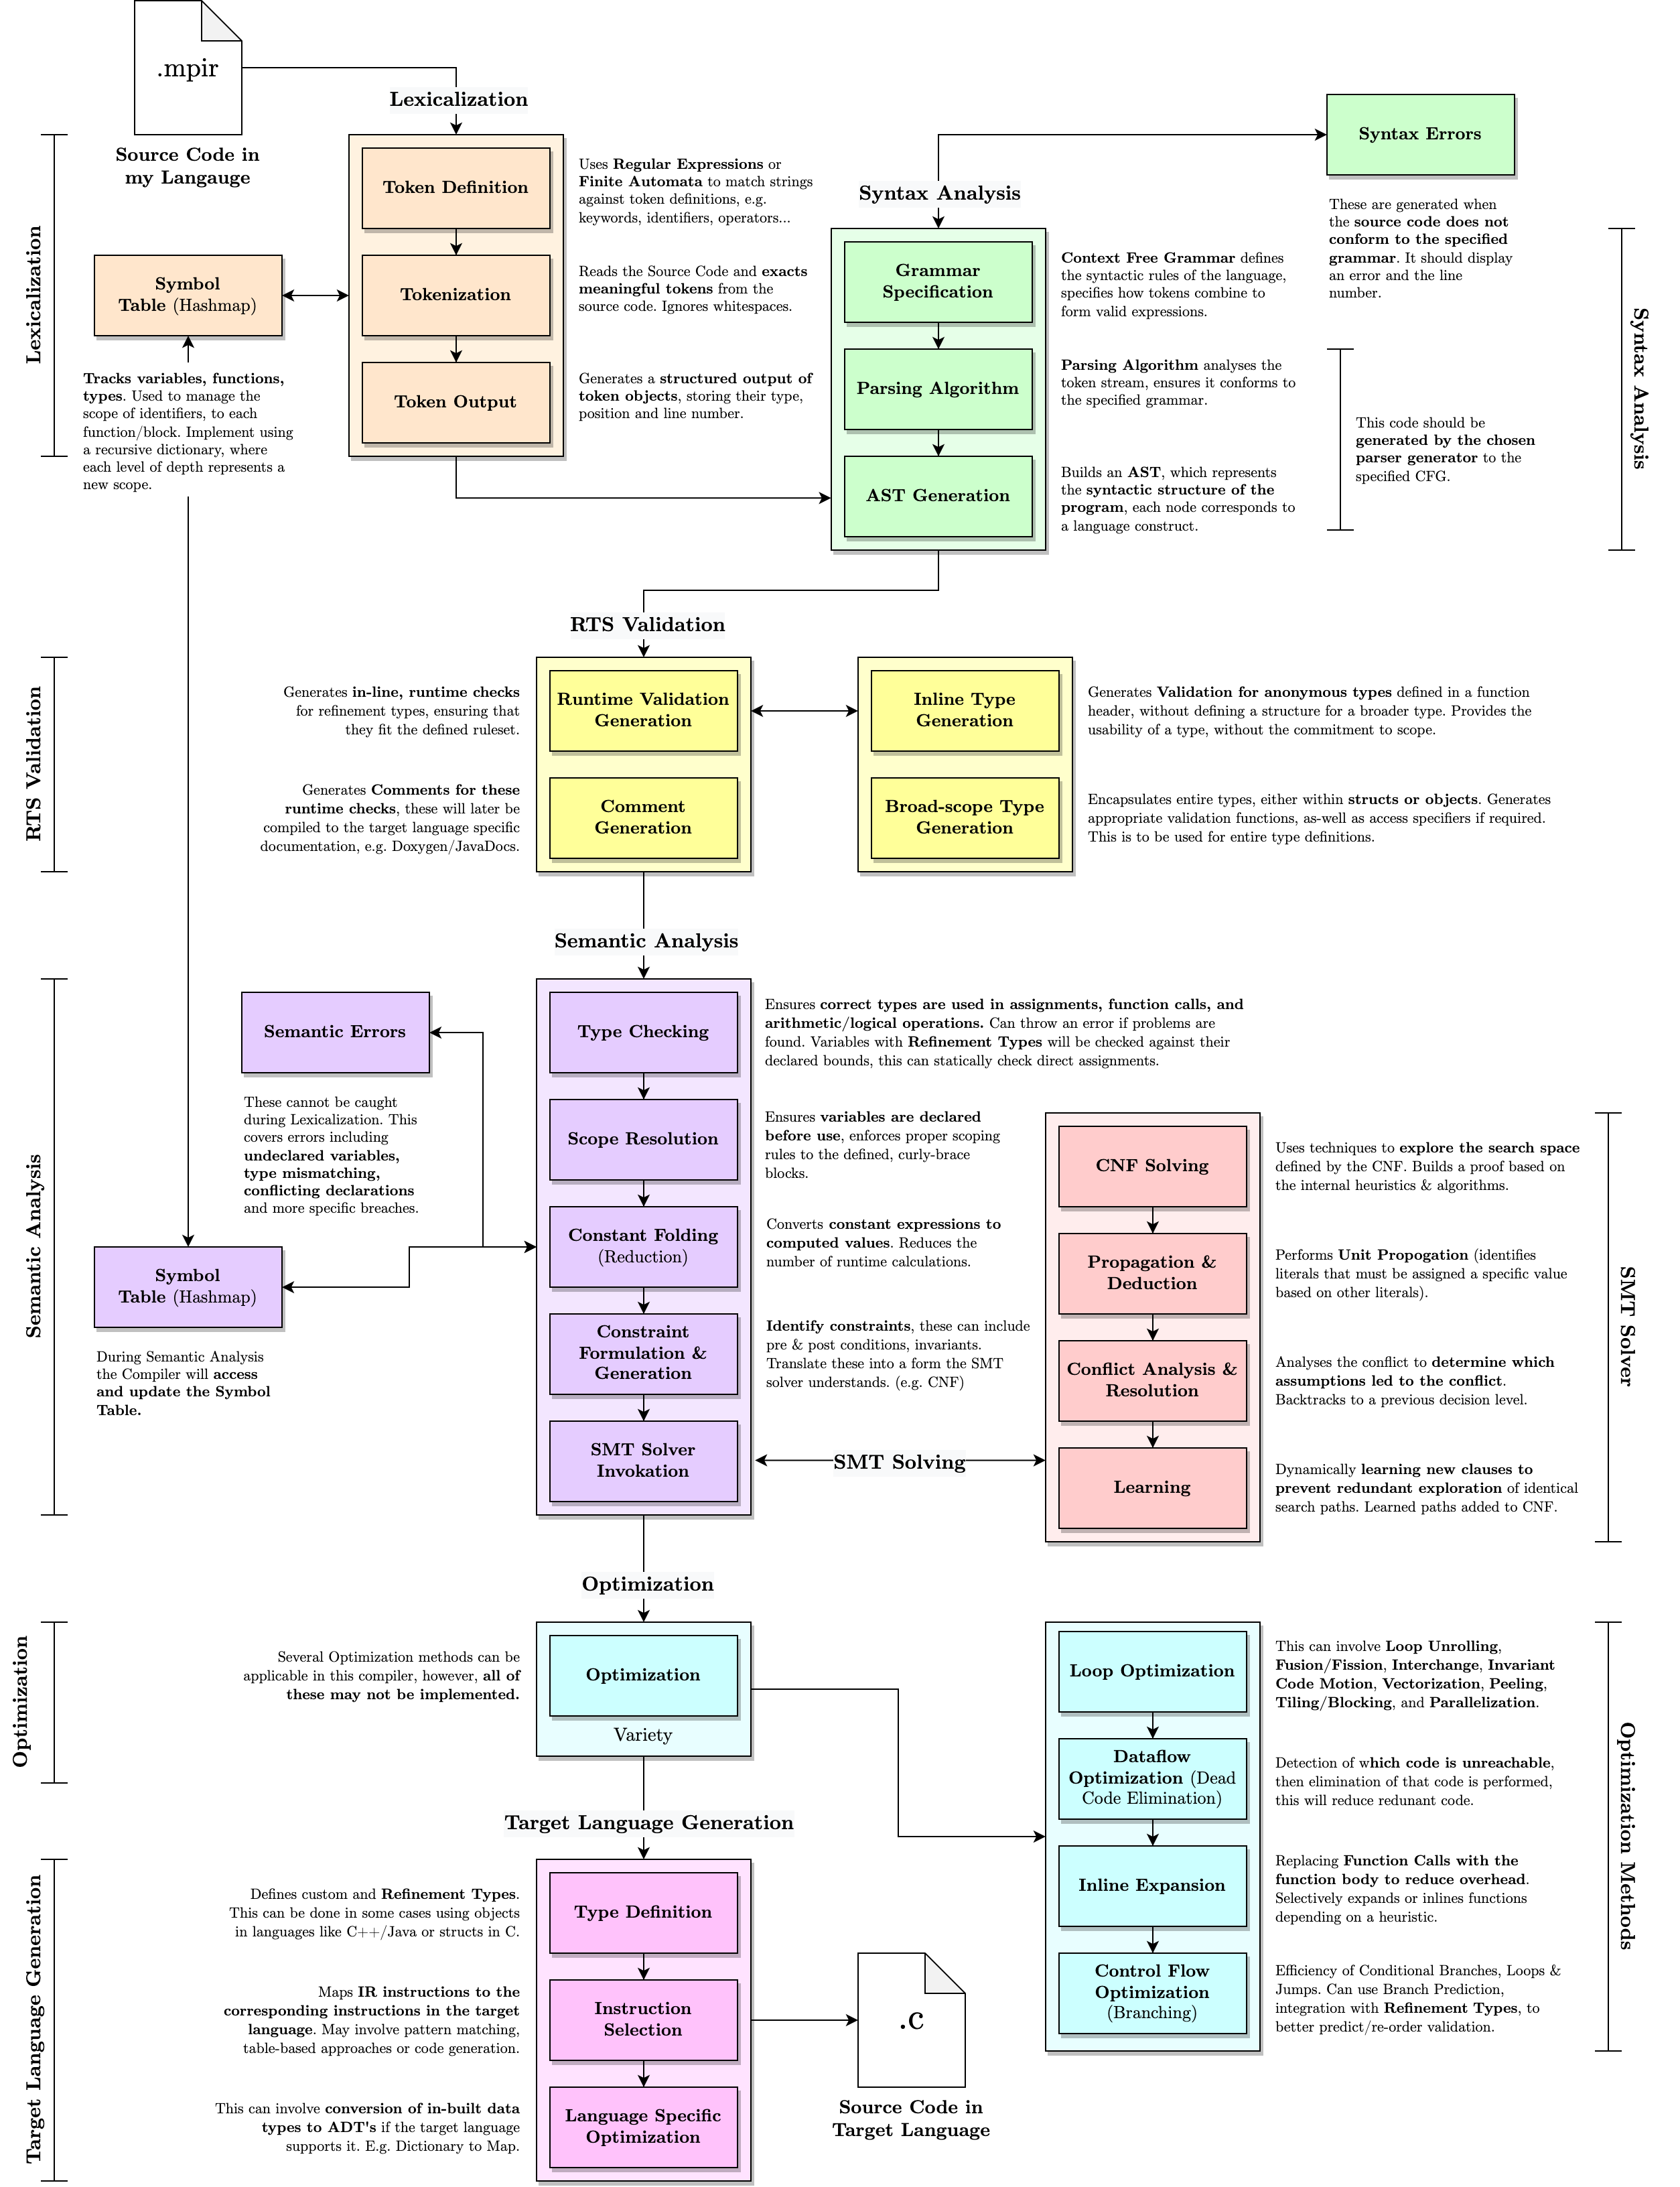 .mpir
Source Code in
my Langauge
Lexicalization
Lexicalization
Token Definition
Uses Regular Expressions or
Finite Automata to match strings
against token definitions, e.g.
keywords, identifiers, operators...
Symbol
Table (Hashmap)
Tokenization
Reads the Source Code and exacts
meaningful tokens from the
source code. Ignores whitespaces.
Tracks variables, functions,
types. Used to manage the
scope of identifiers, to each
function/block. Implement using
a recursive dictionary, where
each level of depth represents a
new scope.
Token Output
Generates a structured output of
token objects, storing their type,
position and line number.
Syntax Analysis
Syntax Errors
These are generated when
the source code does not
conform to the specified
grammar. It should display
an error and the line
number.
Syntax Analysis
Grammar
Specification
Context Free Grammar defines
the syntactic rules of the language,
specifies how tokens combine to
form valid expressions.
Parsing Algorithm
Parsing Algorithm analyses the
token stream, ensures it conforms to
the specified grammar.
This code should be
generated by the chosen
parser generator to the
specified CFG.
AST Generation
Builds an AST, which represents
the syntactic structure of the
program, each node corresponds to
a language construct.
RTS Validation
RTS Validation
Generates in-line, runtime checks
for refinement types, ensuring that
they fit the defined ruleset.
Runtime Validation
Generation
Inline Type
Generation
Generates Validation for anonymous types defined in a function
header, without defining a structure for a broader type. Provides the
usability of a type, without the commitment to scope.
Generates Comments for these
runtime checks, these will later be
compiled to the target language specific
documentation, e.g. Doxygen/JavaDocs.
Comment
Generation
Broad-scope Type
Generation
Encapsulates entire types, either within structs or objects. Generates
appropriate validation functions, as-well as access specifiers if required.
This is to be used for entire type definitions.
Semantic Analysis
Semantic Analysis
Semantic Errors
These cannot be caught
during Lexicalization. This
covers errors including
undeclared variables,
type mismatching,
conflicting declarations
and more specific breaches.
Symbol
Table (Hashmap)
During Semantic Analysis
the Compiler will access
and update the Symbol
Table.
Type Checking
Ensures correct types are used in assignments, function calls, and
arithmetic/logical operations. Can throw an error if problems are
found. Variables with Refinement Types will be checked against their
declared bounds, this can statically check direct assignments.
Scope Resolution
Ensures variables are declared
before use, enforces proper scoping
rules to the defined, curly-brace
blocks.
Constant Folding
(Reduction)
Converts constant expressions to
computed values. Reduces the
number of runtime calculations.
Constraint
Formulation &
Generation
Identify constraints, these can include
pre & post conditions, invariants.
Translate these into a form the SMT
solver understands. (e.g. CNF)
SMT Solver
Invokation
SMT Solving
SMT Solver
CNF Solving
Uses techniques to explore the search space
defined by the CNF. Builds a proof based on
the internal heuristics & algorithms.
Propagation &
Deduction
Performs Unit Propogation (identifies
literals that must be assigned a specific value
based on other literals).
Conflict Analysis &
Resolution
Analyses the conflict to determine which
assumptions led to the conflict.
Backtracks to a previous decision level.
Learning
Dynamically learning new clauses to
prevent redundant exploration of identical
search paths. Learned paths added to CNF.
Optimization
Optimization
Several Optimization methods can be
applicable in this compiler, however, all of
these may not be implemented.
Optimization
Variety
Optimization Methods
Loop Optimization
This can involve Loop Unrolling,
Fusion/Fission, Interchange, Invariant
Code Motion, Vectorization, Peeling,
Tiling/Blocking, and Parallelization.
Dataflow
Optimization (Dead
Code Elimination)
Detection of which code is unreachable,
then elimination of that code is performed,
this will reduce redunant code.
Inline Expansion
Replacing Function Calls with the
function body to reduce overhead.
Selectively expands or inlines functions
depending on a heuristic.
Control Flow
Optimization
(Branching)
Efficiency of Conditional Branches, Loops &
Jumps. Can use Branch Prediction,
integration with Refinement Types, to
better predict/re-order validation.
Target Language Generation
Target Language Generation
Defines custom and Refinement Types.
This can be done in some cases using objects
in languages like C++/Java or structs in C.
Type Definition
Maps IR instructions to the
corresponding instructions in the target
language. May involve pattern matching,
table-based approaches or code generation.
Instruction
Selection
This can involve conversion of in-built data
types to ADT's if the target language
supports it. E.g. Dictionary to Map.
Language Specific
Optimization
.C
Source Code in
Target Language